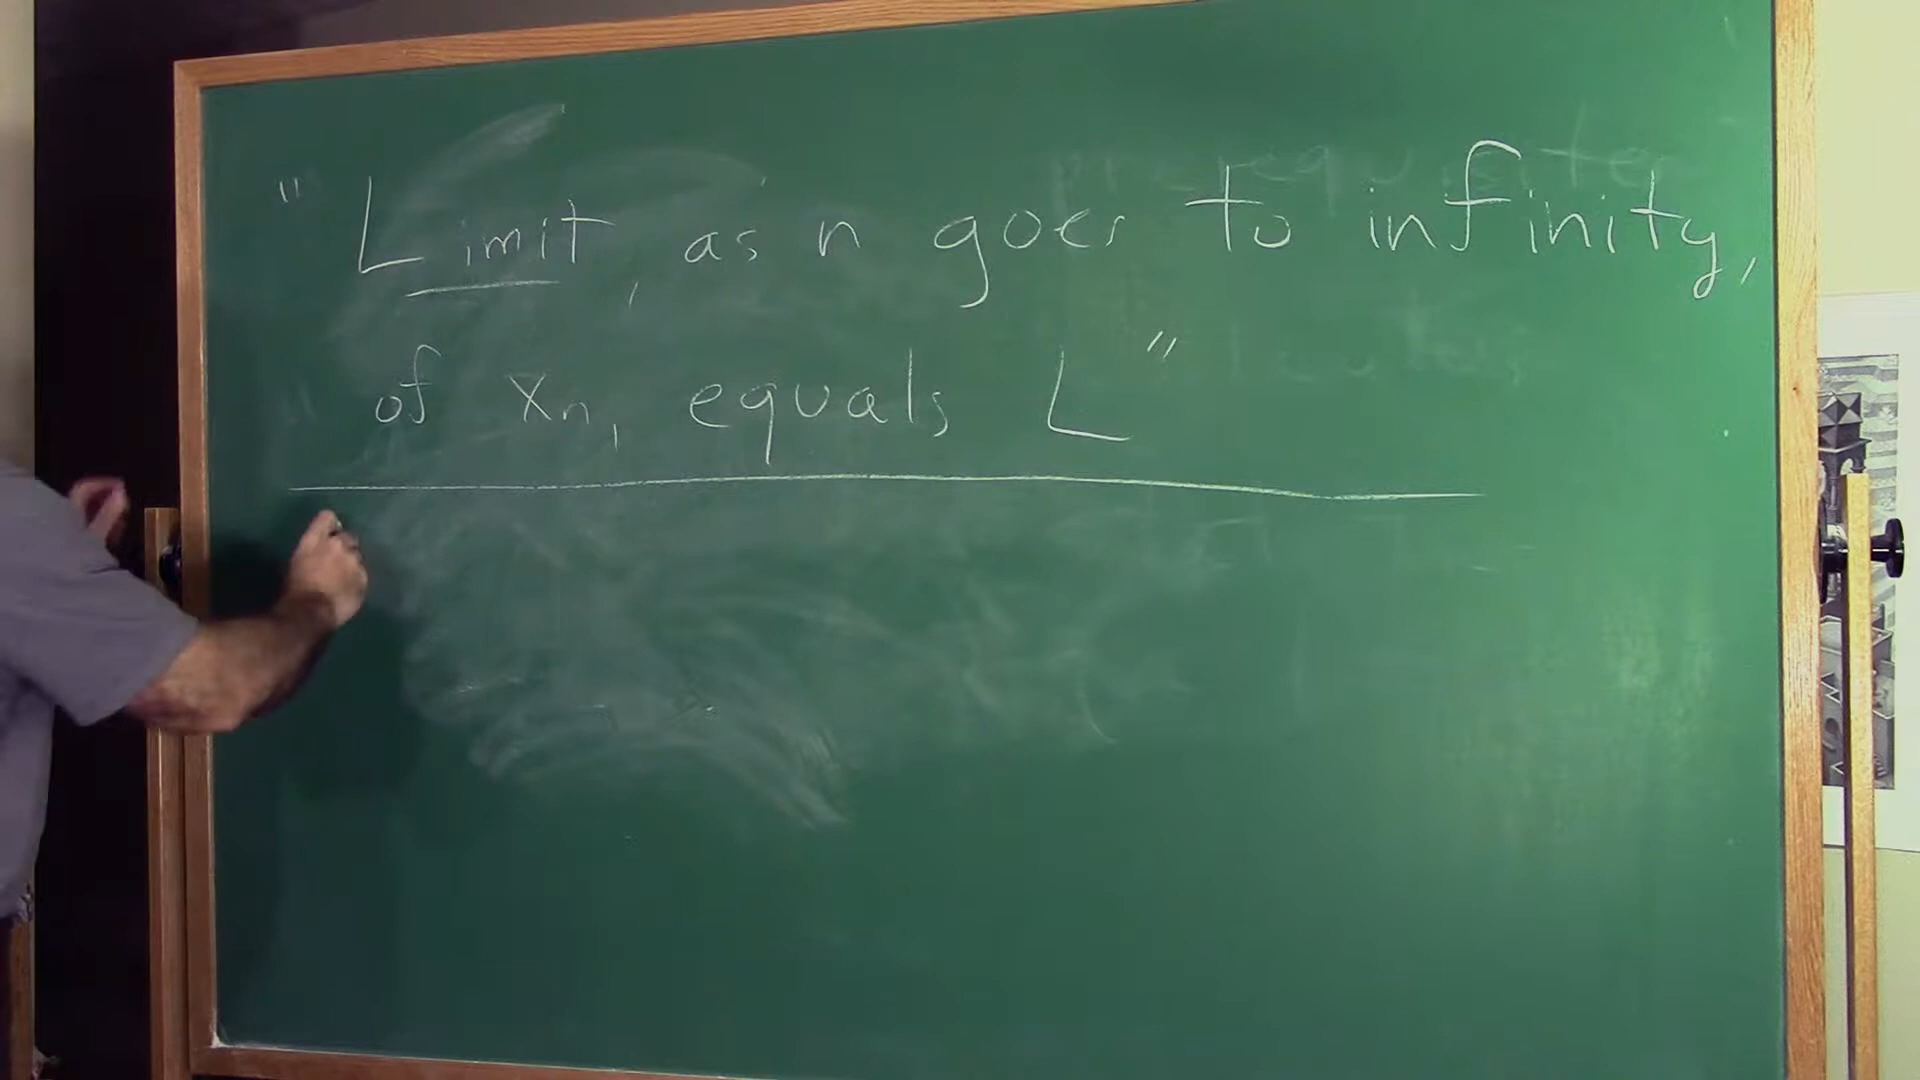 " Limit, as n goes to infinity,
of xn, equals L"